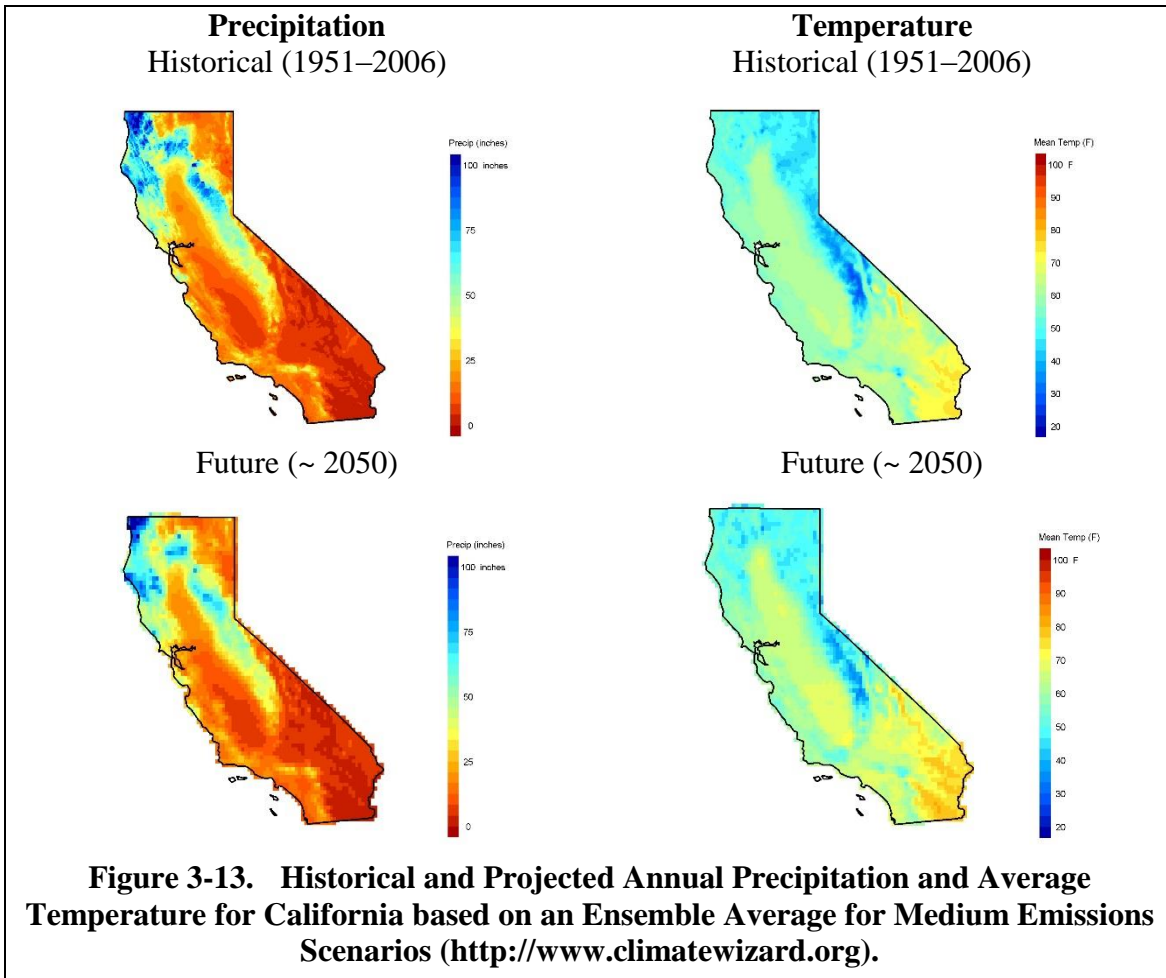 Precipitation
Historical (1951–2006)
Precip (inches)
100 inches
75
50
25
0
Temperature
Historical (1951–2006)
Mean Temp (F)
100 F
90
80
70
60
50
40
30
20
Future (~ 2050)
Precip (inches)
100 inches
75
50
25
0
Future (~ 2050)
Mean Temp (F)
100 F
90
80
70
60
50
40
30
20
Figure 3-13. Historical and Projected Annual Precipitation and Average
Temperature for California based on an Ensemble Average for Medium Emissions
Scenarios (http://www.climatewizard.org).